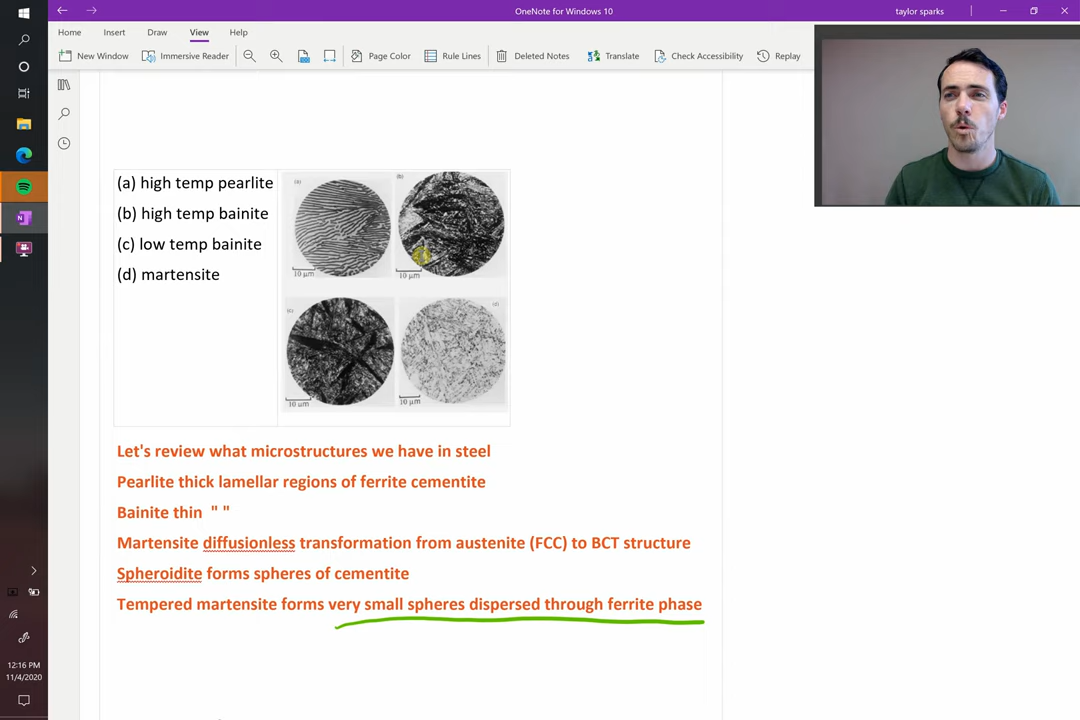 OneNote for Windows 10
taylor sparks
Home Insert Draw View Help
New Window Immersive Reader Page Color Rule Lines Deleted Notes Translate Check Accessibility Replay
(a) high temp pearlite
(b) high temp bainite
(c) low temp bainite
(d) martensite
(a) (b)
10 μm 10 μm
(c) (d)
10 μm 10 μm
Let's review what microstructures we have in steel
Pearlite thick lamellar regions of ferrite cementite
Bainite thin " "
Martensite diffusionless transformation from austenite (FCC) to BCT structure
Spheroidite forms spheres of cementite
Tempered martensite forms very small spheres dispersed through ferrite phase
12:16 PM
11/4/2020